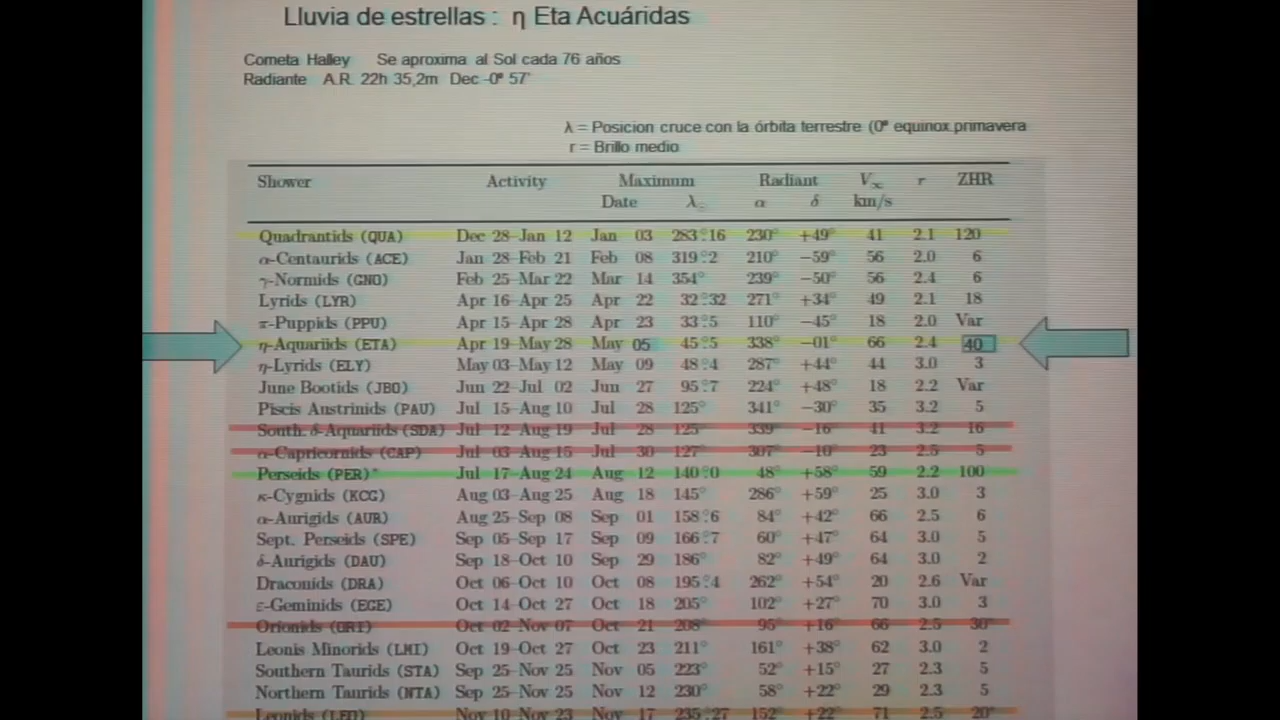 Lluvia de estrellas : η Eta Acuáridas
Cometa Halley Se aproxima al Sol cada 76 años
Radiante A.R. 22h 35,2m Dec -0º 57'
λ = Posicion cruce con la órbita terrestre (0º equinox.primavera
r = Brillo medio
Shower Activity Maximum Radiant V∞ r ZHR
Date λ☉ α δ km/s
Quadrantids (QUA) Dec 28–Jan 12 Jan 03 283°16 230° +49° 41 2.1 120
α-Centaurids (ACE) Jan 28–Feb 21 Feb 08 319°2 210° −59° 56 2.0 6
γ-Normids (GNO) Feb 25–Mar 22 Mar 14 354° 239° −50° 56 2.4 6
Lyrids (LYR) Apr 16–Apr 25 Apr 22 32°32 271° +34° 49 2.1 18
π-Puppids (PPU) Apr 15–Apr 28 Apr 23 33°5 110° −45° 18 2.0 Var
η-Aquariids (ETA) Apr 19–May 28 May 05 45°5 338° −01° 66 2.4 40
η-Lyrids (ELY) May 03–May 12 May 09 48°4 287° +44° 44 3.0 3
June Bootids (JBO) Jun 22–Jul 02 Jun 27 95°7 224° +48° 18 2.2 Var
Piscis Austrinids (PAU) Jul 15–Aug 10 Jul 28 125° 341° −30° 35 3.2 5
South. δ-Aquariids (SDA) Jul 12–Aug 19 Jul 28 125° 339° −16° 41 3.2 16
α-Capricornids (CAP) Jul 03–Aug 15 Jul 30 127° 307° −10° 23 2.5 5
Perseids (PER)* Jul 17–Aug 24 Aug 12 140°0 48° +58° 59 2.2 100
κ-Cygnids (KCG) Aug 03–Aug 25 Aug 18 145° 286° +59° 25 3.0 3
α-Aurigids (AUR) Aug 25–Sep 08 Sep 01 158°6 84° +42° 66 2.5 6
Sept. Perseids (SPE) Sep 05–Sep 17 Sep 09 166°7 60° +47° 64 3.0 5
δ-Aurigids (DAU) Sep 18–Oct 10 Sep 29 186° 82° +49° 64 3.0 2
Draconids (DRA) Oct 06–Oct 10 Oct 08 195°4 262° +54° 20 2.6 Var
ε-Geminids (EGE) Oct 14–Oct 27 Oct 18 205° 102° +27° 70 3.0 3
Orionids (ORI) Oct 02–Nov 07 Oct 21 208° 95° +16° 66 2.5 30*
Leonis Minorids (LMI) Oct 19–Oct 27 Oct 23 211° 161° +38° 62 3.0 2
Southern Taurids (STA) Sep 25–Nov 25 Nov 05 223° 52° +15° 27 2.3 5
Northern Taurids (NTA) Sep 25–Nov 25 Nov 12 230° 58° +22° 29 2.3 5
Leonids (LEO) Nov 10–Nov 23 Nov 17 235°27 152° +22° 71 2.5 20*